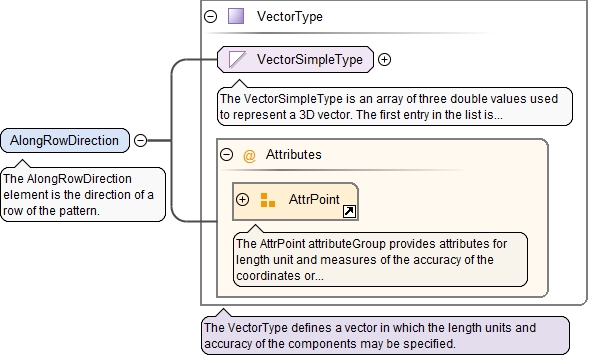 VectorType
VectorSimpleType
The VectorSimpleType is an array of three double values used
to represent a 3D vector. The first entry in the list is...
AlongRowDirection
The AlongRowDirection
element is the direction of a
row of the pattern.
@ Attributes
AttrPoint
The AttrPoint attributeGroup provides attributes for
length unit and measures of the accuracy of the
coordinates or...
The VectorType defines a vector in which the length units and
accuracy of the components may be specified.